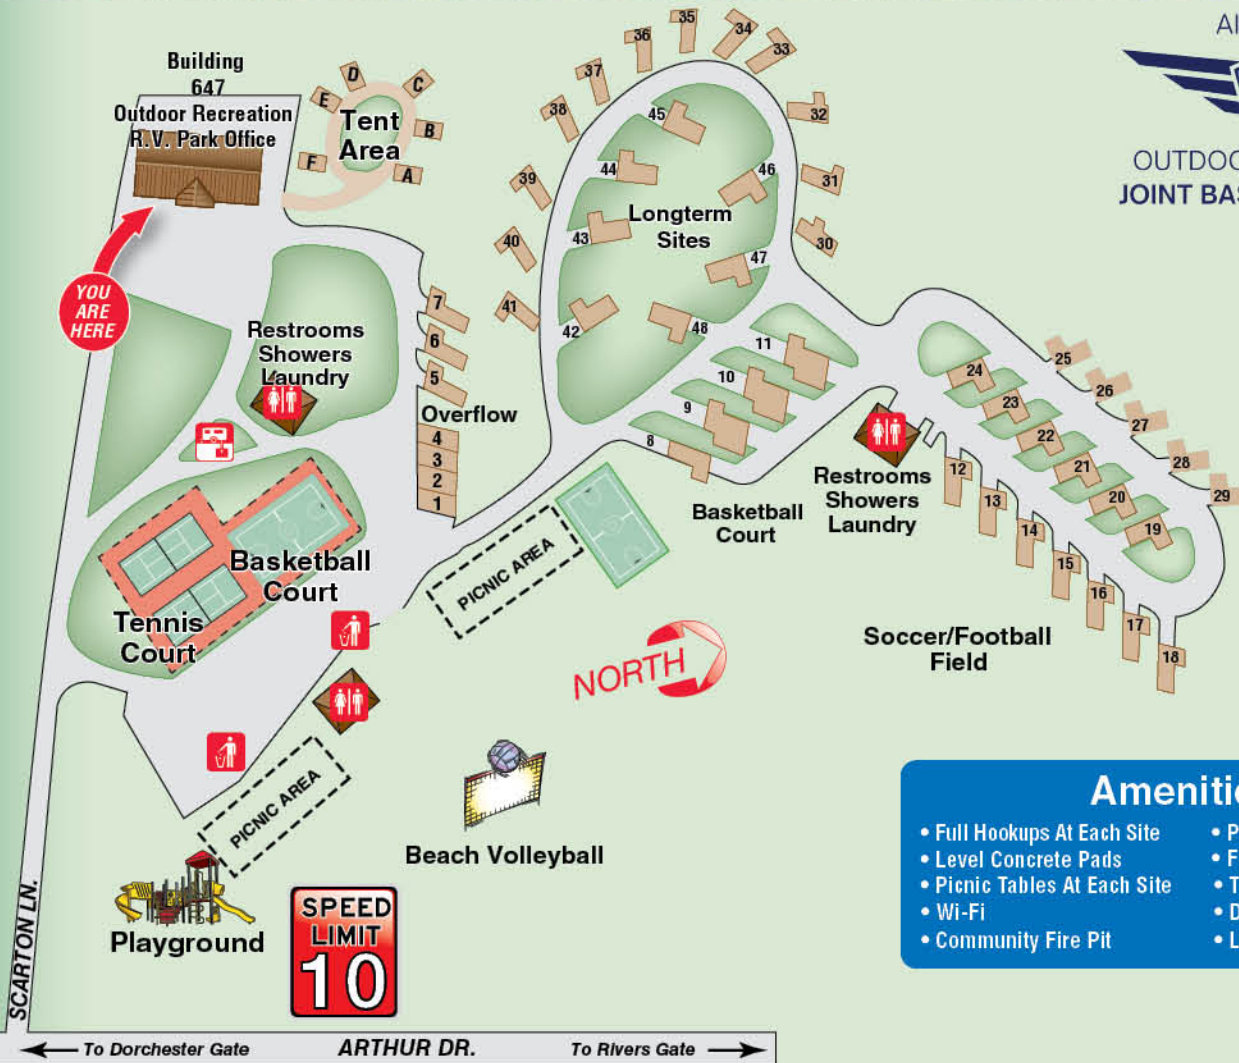 Building
647
Outdoor Recreation
R.V. Park Office
YOU
ARE
HERE
Tent
Area
A
B
C
D
E
F
Restrooms
Showers
Laundry
7
6
5
Overflow
4
3
2
1
Longterm
Sites
35
36
34
33
37
38
32
39
31
40
30
41
45
44
46
43
47
42
48
11
10
9
8
Basketball
Court
Restrooms
Showers
Laundry
12
13
14
15
16
17
18
24
23
22
21
20
19
25
26
27
28
29
Soccer/Football
Field
PICNIC AREA
Basketball
Court
Tennis
Court
NORTH
PICNIC AREA
Beach Volleyball
Playground
SPEED
LIMIT
10
SCARTON LN.
To Dorchester Gate
ARTHUR DR.
To Rivers Gate
OUTDOO
JOINT BAS
Ameniti
• Full Hookups At Each Site
• Level Concrete Pads
• Picnic Tables At Each Site
• Wi-Fi
• Community Fire Pit
• P
• F
• T
• D
• L